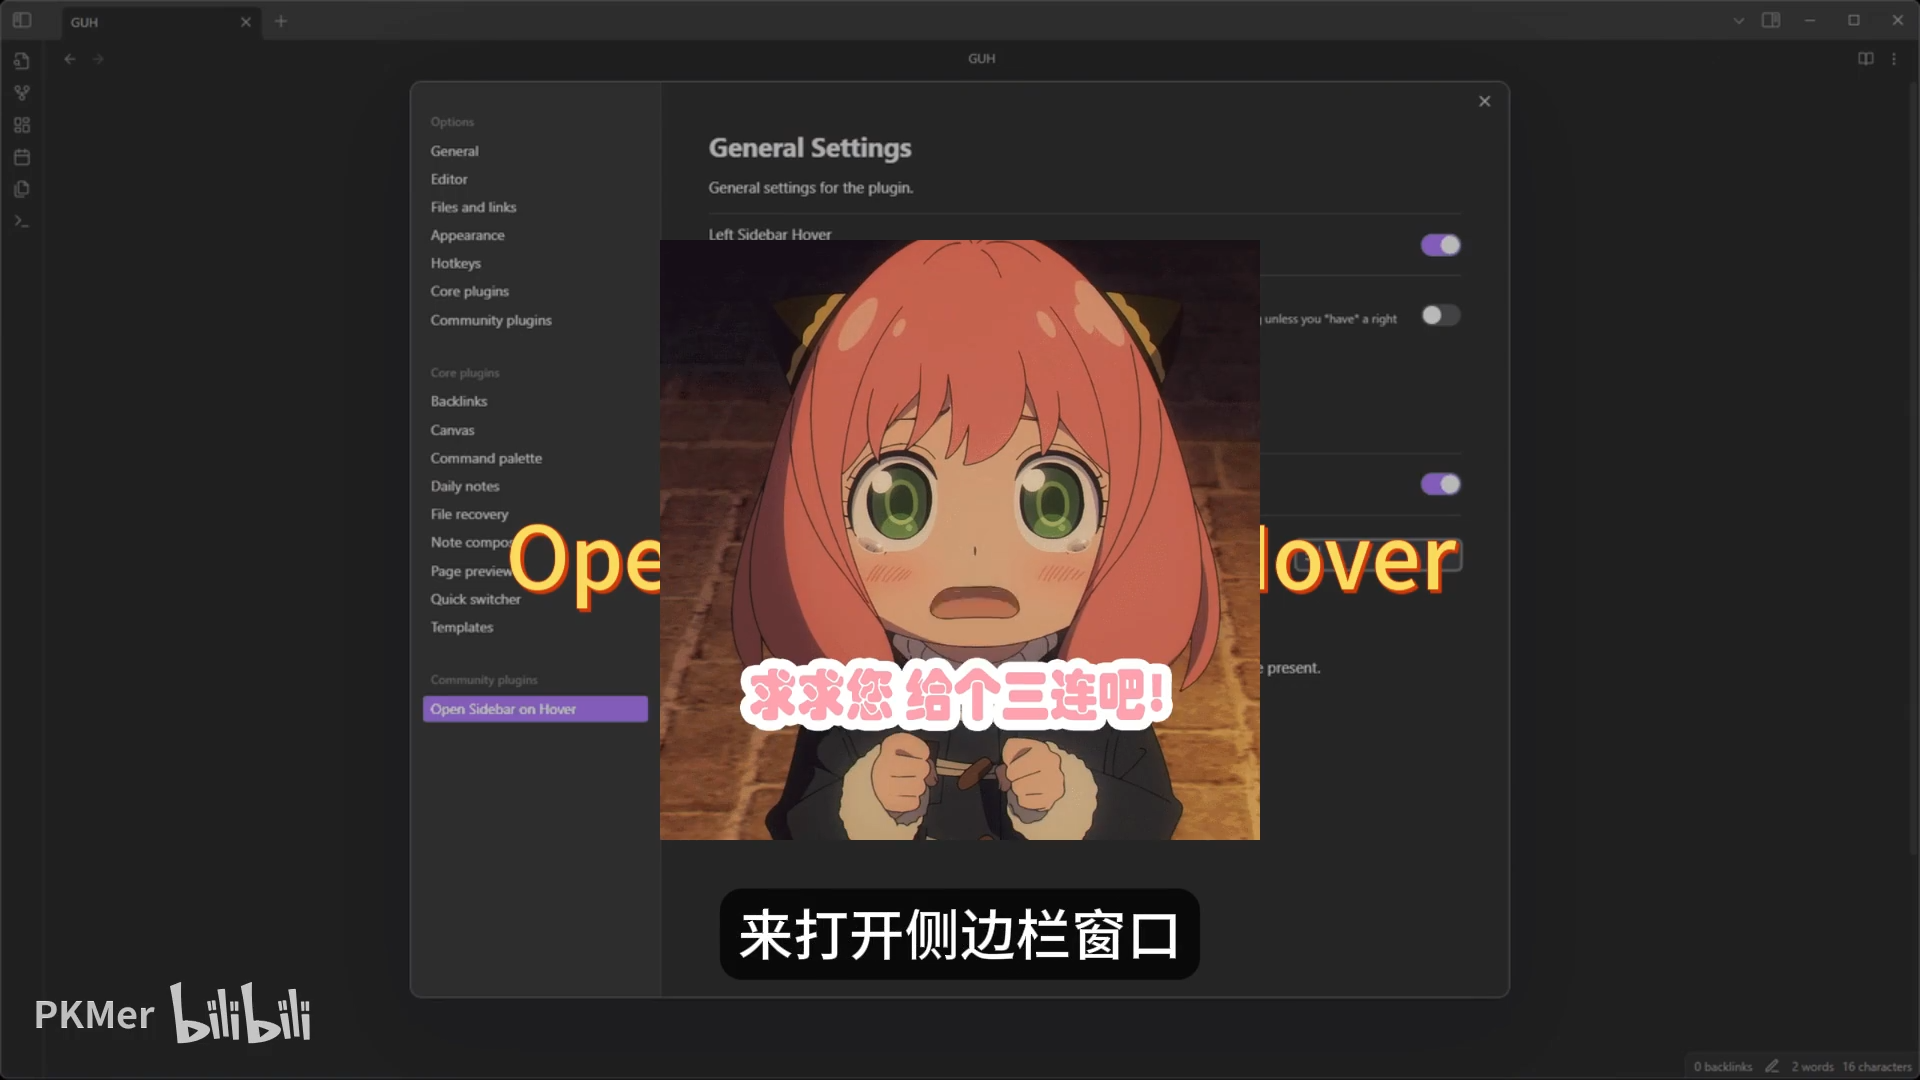 GUH
GUH
Options
General
Editor
Files and links
Appearance
Hotkeys
Core plugins
Community plugins
Core plugins
Backlinks
Canvas
Command palette
Daily notes
File recovery
Note compos
Page preview
Quick switcher
Templates
Community plugins
Open Sidebar on Hover
General Settings
General settings for the plugin.
Left Sidebar Hover
unless you "have" a right
Ope
Hover
e present.
求求您 给个三连吧!
来打开侧边栏窗口
PKMer bilibili
0 backlinks 2 words 16 characters